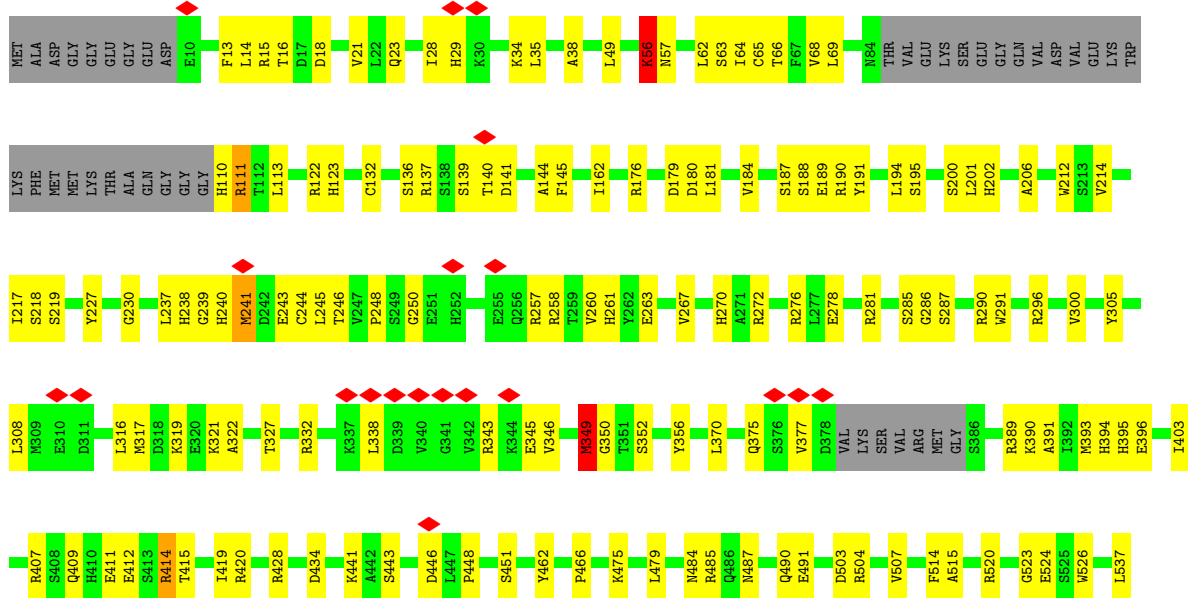 MET ALA ASP GLY GLY GLU GLY GLU ASP E10 F13 L14 R15 T16 D17 D18 V21 L22 Q23 I28 H29 K30 K34 L35 A38 L49 K56 N57 L62 S63 I64 C65 T66 F67 V68 L69 N84 THR VAL GLU LYS SER GLU GLY GLN VAL ASP VAL GLU LYS TRP
LYS PHE MET MET LYS THR ALA GLN GLY GLY GLY H110 R111 T112 L113 R122 H123 C132 S136 R137 S138 S139 T140 D141 A144 F145 I162 R176 D179 D180 L181 V184 S187 S188 E189 R190 Y191 L194 S195 S200 L201 H202 A206 W212 S213 V214
I217 S218 S219 Y227 G230 L237 H238 G239 H240 M241 D242 E243 C244 L245 T246 V247 P248 S249 G250 E251 H252 E255 Q256 R257 R258 T259 V260 H261 Y262 E263 V267 H270 A271 R272 R276 L277 E278 R281 S285 G286 S287 R290 W291 R296 V300 Y305
L308 M309 E310 D311 L316 M317 D318 K319 E320 K321 A322 T327 R332 K337 L338 D339 V340 G341 V342 R343 K344 E345 V346 M349 G350 T351 S352 Y356 L370 Q375 S376 V377 D378 VAL LYS SER VAL ARG MET GLY S386 R389 K390 A391 I392 M393 H394 H395 E396 I403
R407 S408 Q409 H410 E411 E412 S413 R414 T415 I419 R420 R428 D434 K441 A442 S443 D446 L447 P448 S451 Y462 P466 K475 L479 N484 R485 Q486 N487 Q490 E491 D503 R504 V507 F514 A515 R520 G523 E524 S525 W526 L537